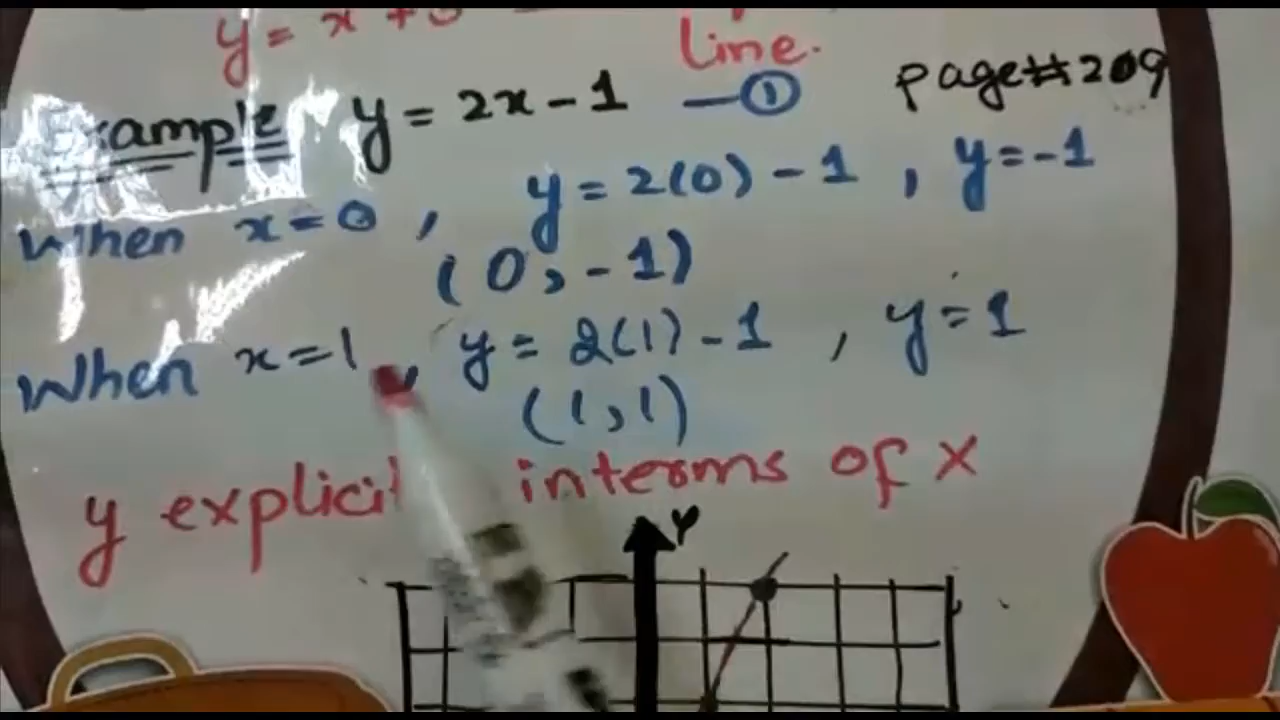 y = x +
line.
Example y = 2x - 1 —① page#209
When x=0 , y = 2(0) - 1 , y = -1
(0, -1)
When x=1 , y = 2(1) - 1 , y = 1
(1,1)
y interms of x
Y